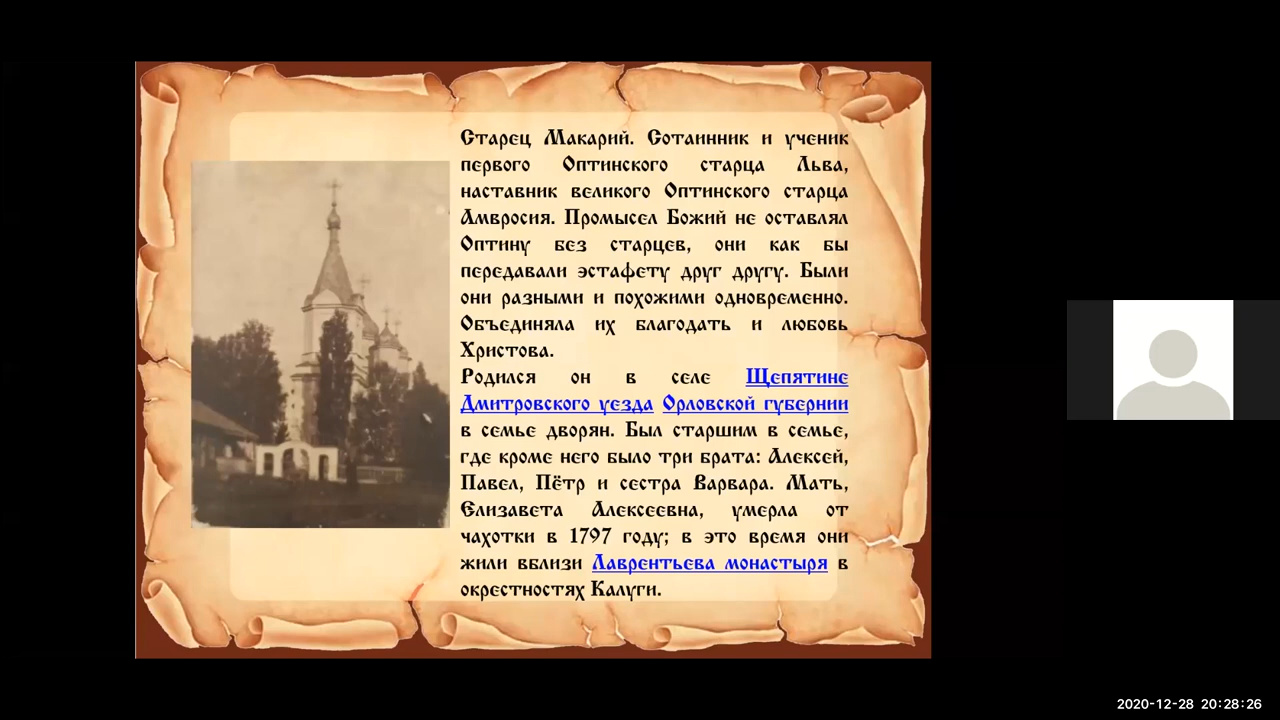 Старец Макарий. Сотаинник и ученик
первого Оптинского старца Льва,
наставник великого Оптинского старца
Амвросия. Промысел Божий не оставлял
Оптину без старцев, они как бы
передавали эстафету друг другу. Были
они разными и похожими одновременно.
Объединяла их благодать и любовь
Христова.
Родился он в селе Щепятине
Дмитровского уезда Орловской губернии
в семье дворян. Был старшим в семье,
где кроме него было три брата: Алексей,
Павел, Пётр и сестра Варвара. Мать,
Елизавета Алексеевна, умерла от
чахотки в 1797 году; в это время они
жили вблизи Лаврентьева монастыря в
окрестностях Калуги.
2020-12-28 20:28:26